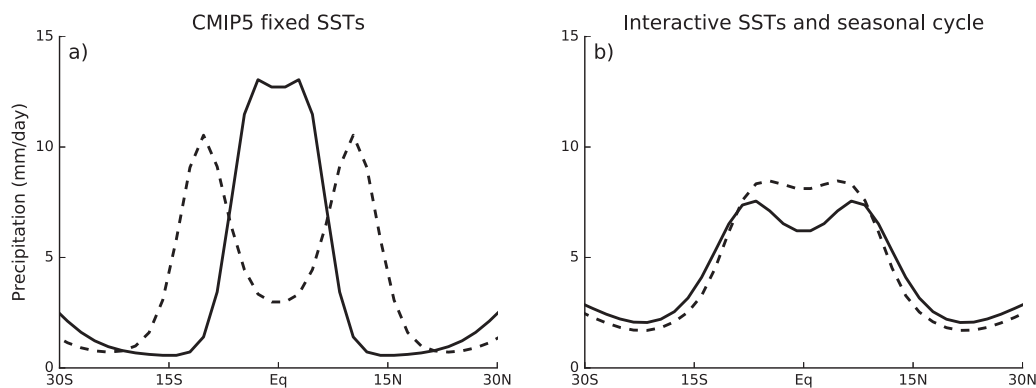 CMIP5 fixed SSTs
a)
Precipitation (mm/day)
15
10
5
0
30S 15S Eq 15N 30N
Interactive SSTs and seasonal cycle
b)
15
10
5
0
30S 15S Eq 15N 30N